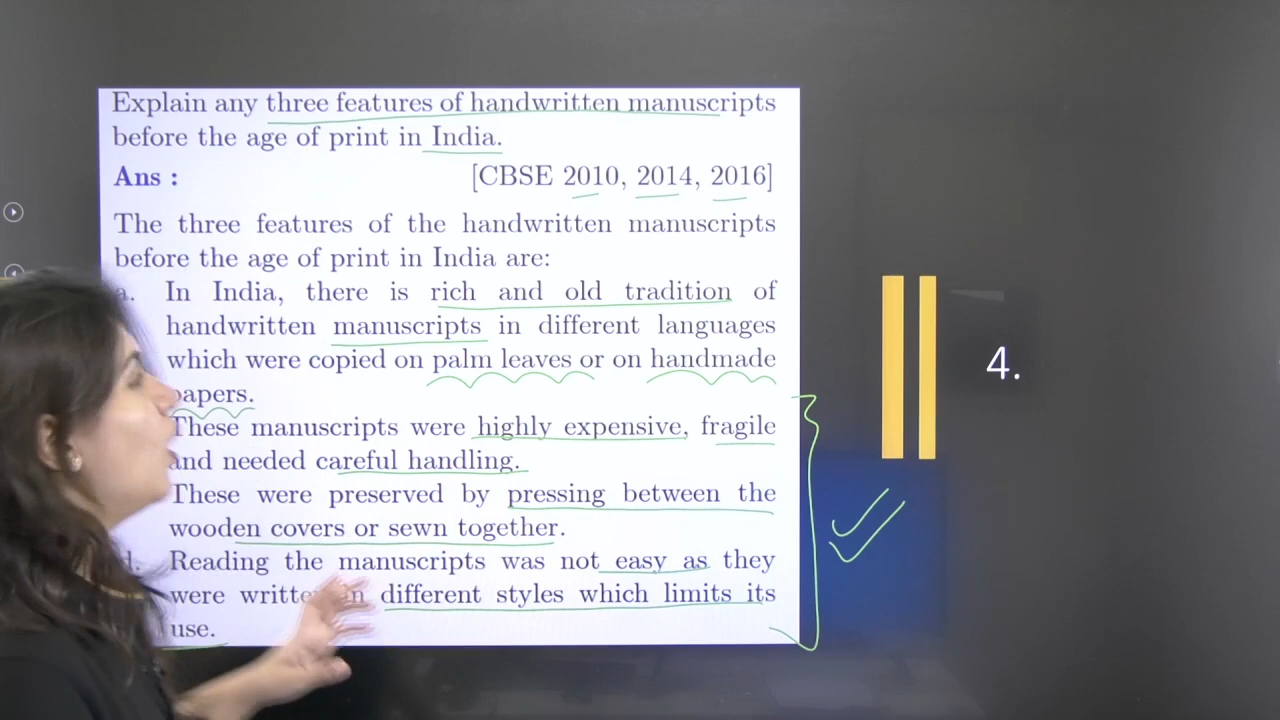 Explain any three features of handwritten manuscripts
before the age of print in India.
Ans : [CBSE 2010, 2014, 2016]
The three features of the handwritten manuscripts
before the age of print in India are:
a. In India, there is rich and old tradition of
handwritten manuscripts in different languages
which were copied on palm leaves or on handmade
papers.
These manuscripts were highly expensive, fragile
and needed careful handling.
These were preserved by pressing between the
wooden covers or sewn together.
d. Reading the manuscripts was not easy as they
were written in different styles which limits its
use.
4.